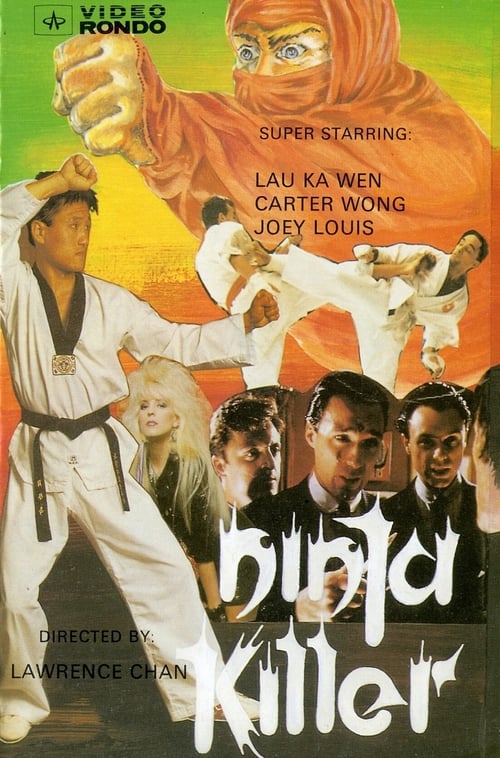 VIDEO
RONDO
SUPER STARRING:
LAU KA WEN
CARTER WONG
JOEY LOUIS
ninja
Killer
DIRECTED BY:
LAWRENCE CHAN